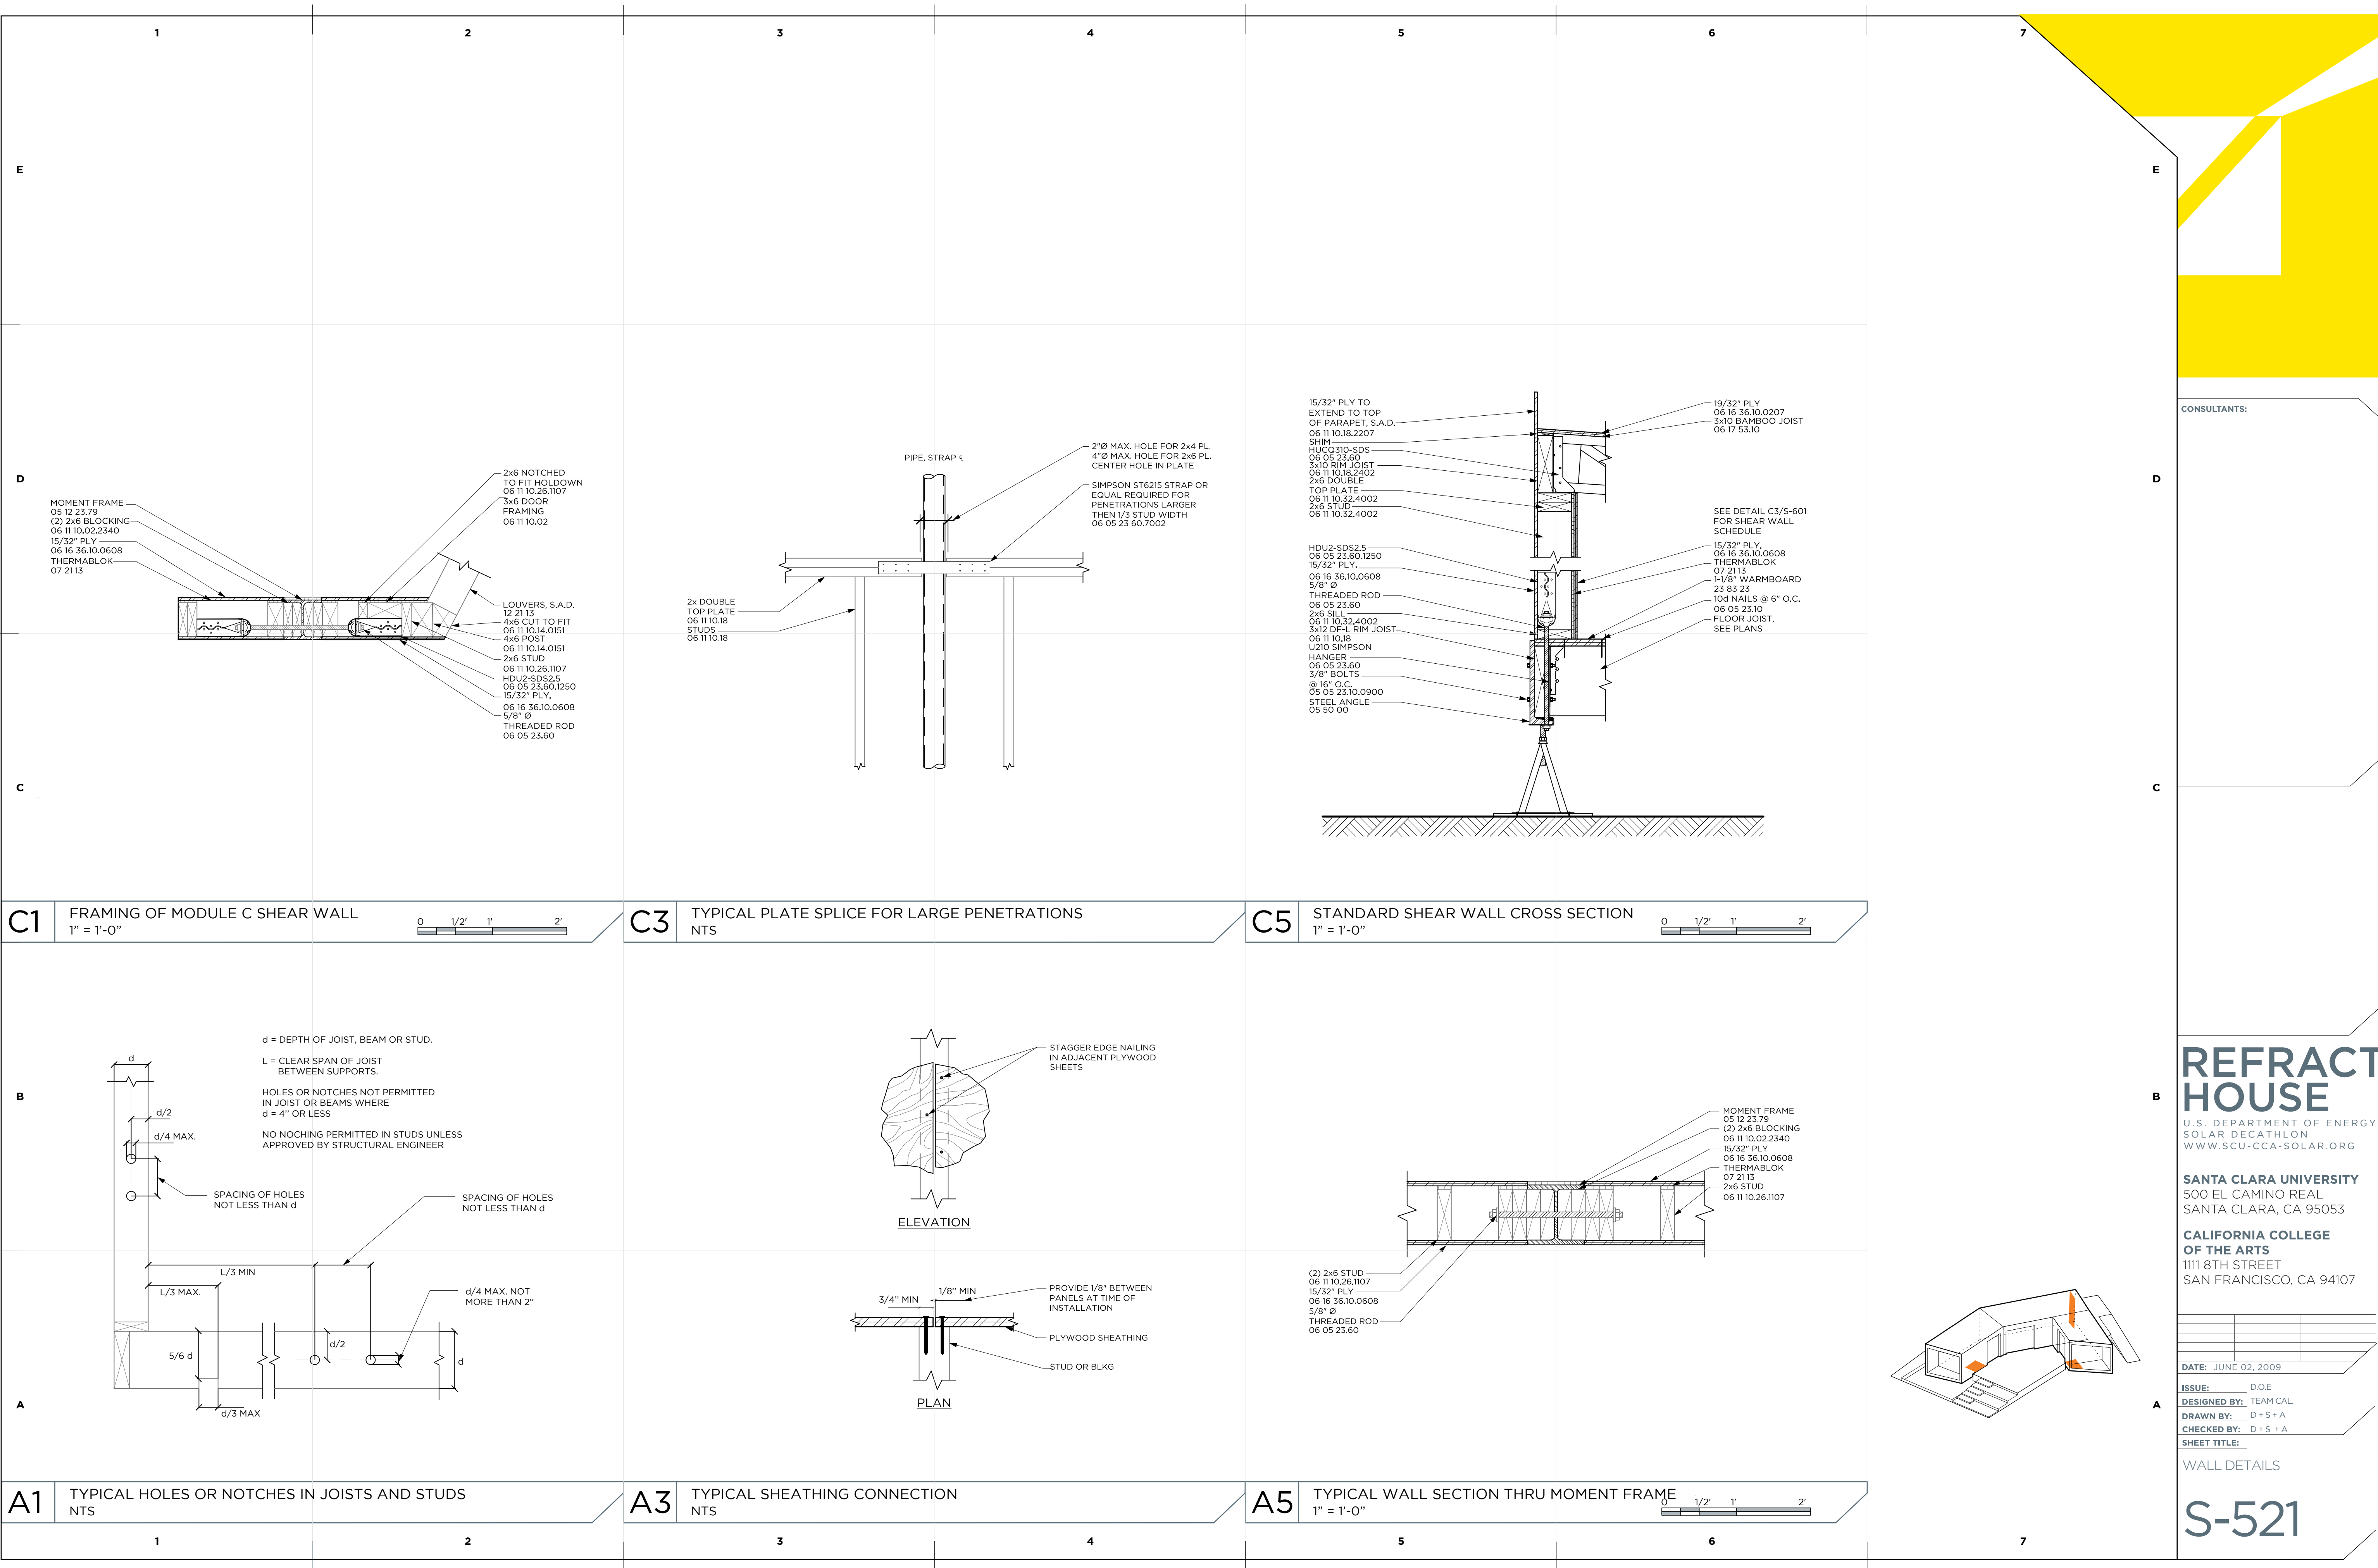 1
2
3
4
5
6
7
E
E
D
D
C
C
B
B
A
A
MOMENT FRAME
05 12 23.79
(2) 2x6 BLOCKING
06 11 10.02.2340
15/32" PLY
06 16 36.10.0608
THERMABLOK
07 21 13
2x6 NOTCHED
TO FIT HOLDOWN
06 11 10.26.1107
3x6 DOOR
FRAMING
06 11 10.02
LOUVERS, S.A.D.
12 21 13
4x6 CUT TO FIT
06 11 10.14.0151
4x6 POST
06 11 10.14.0151
2x6 STUD
06 11 10.26.1107
HDU2-SDS2.5
06 05 23.60.1250
15/32" PLY.
06 16 36.10.0608
5/8" Ø
THREADED ROD
06 05 23.60
C1
FRAMING OF MODULE C SHEAR WALL
1" = 1'-0"
0 1/2' 1' 2'
PIPE, STRAP ℄
2"Ø MAX. HOLE FOR 2x4 PL.
4"Ø MAX. HOLE FOR 2x6 PL.
CENTER HOLE IN PLATE
SIMPSON ST6215 STRAP OR
EQUAL REQUIRED FOR
PENETRATIONS LARGER
THEN 1/3 STUD WIDTH
06 05 23 60.7002
2x DOUBLE
TOP PLATE
06 11 10.18
STUDS
06 11 10.18
C3
TYPICAL PLATE SPLICE FOR LARGE PENETRATIONS
NTS
15/32" PLY TO
EXTEND TO TOP
OF PARAPET, S.A.D.
06 11 10.18.2207
SHIM
HUCQ310-SDS
06 05 23.60
3x10 RIM JOIST
06 11 10.18.2402
2x6 DOUBLE
TOP PLATE
06 11 10.32.4002
2x6 STUD
06 11 10.32.4002
HDU2-SDS2.5
06 05 23.60.1250
15/32" PLY.
06 16 36.10.0608
5/8" Ø
THREADED ROD
06 05 23.60
2x6 SILL
06 11 10.32.4002
3x12 DF-L RIM JOIST
06 11 10.18
U210 SIMPSON
HANGER
06 05 23.60
3/8" BOLTS
@ 16" O.C.
05 05 23.10.0900
STEEL ANGLE
05 50 00
19/32" PLY
06 16 36.10.0207
3x10 BAMBOO JOIST
06 17 53.10
SEE DETAIL C3/S-601
FOR SHEAR WALL
SCHEDULE
15/32" PLY,
06 16 36.10.0608
THERMABLOK
07 21 13
1-1/8" WARMBOARD
23 83 23
10d NAILS @ 6" O.C.
06 05 23.10
FLOOR JOIST,
SEE PLANS
C5
STANDARD SHEAR WALL CROSS SECTION
1" = 1'-0"
0 1/2' 1' 2'
d
d = DEPTH OF JOIST, BEAM OR STUD.
L = CLEAR SPAN OF JOIST
BETWEEN SUPPORTS.
HOLES OR NOTCHES NOT PERMITTED
IN JOIST OR BEAMS WHERE
d = 4'' OR LESS
NO NOCHING PERMITTED IN STUDS UNLESS
APPROVED BY STRUCTURAL ENGINEER
d/2
d/4 MAX.
SPACING OF HOLES
NOT LESS THAN d
SPACING OF HOLES
NOT LESS THAN d
L/3 MIN
L/3 MAX.
d/4 MAX. NOT
MORE THAN 2''
d/2
5/6 d
d
d/3 MAX
A1
TYPICAL HOLES OR NOTCHES IN JOISTS AND STUDS
NTS
STAGGER EDGE NAILING
IN ADJACENT PLYWOOD
SHEETS
ELEVATION
3/4'' MIN
1/8'' MIN
PROVIDE 1/8" BETWEEN
PANELS AT TIME OF
INSTALLATION
PLYWOOD SHEATHING
STUD OR BLKG
PLAN
A3
TYPICAL SHEATHING CONNECTION
NTS
MOMENT FRAME
05 12 23.79
(2) 2x6 BLOCKING
06 11 10.02.2340
15/32" PLY
06 16 36.10.0608
THERMABLOK
07 21 13
2x6 STUD
06 11 10.26.1107
(2) 2x6 STUD
06 11 10.26.1107
15/32" PLY
06 16 36.10.0608
5/8" Ø
THREADED ROD
06 05 23.60
A5
TYPICAL WALL SECTION THRU MOMENT FRAME
1" = 1'-0"
0 1/2' 1' 2'
1
2
3
4
5
6
7
CONSULTANTS:
REFRACT
HOUSE
U.S. DEPARTMENT OF ENERGY
SOLAR DECATHLON
WWW.SCU-CCA-SOLAR.ORG
SANTA CLARA UNIVERSITY
500 EL CAMINO REAL
SANTA CLARA, CA 95053
CALIFORNIA COLLEGE
OF THE ARTS
1111 8TH STREET
SAN FRANCISCO, CA 94107
DATE: JUNE 02, 2009
ISSUE: D.O.E
DESIGNED BY: TEAM CAL.
DRAWN BY: D + S + A
CHECKED BY: D + S + A
SHEET TITLE:
WALL DETAILS
S-521